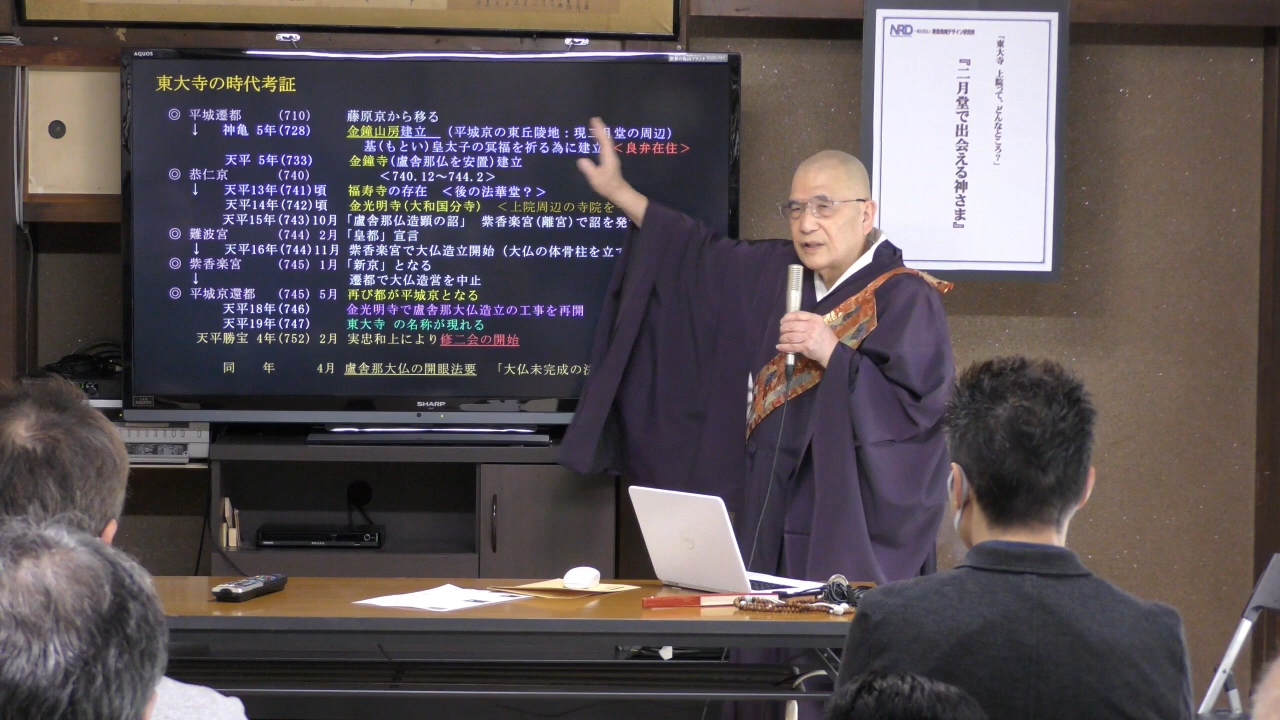 AQUOS
東大寺の時代考証
◎ 平城遷都 (710) 藤原京から移る
↓ 神亀 5年(728) 金鐘山房建立 (平城京の東丘陵地:現二月堂の周辺)
基(もとい)皇太子の冥福を祈る為に建立 <良弁在住>
天平 5年(733) 金鐘寺(盧舎那仏を安置)建立
◎ 恭仁京 (740) <740.12〜744.2>
↓ 天平13年(741)頃 福寿寺の存在 <後の法華堂?>
天平14年(742)頃 金光明寺(大和国分寺) <上院周辺の寺院を
天平15年(743)10月 「盧舎那仏造顕の詔」 紫香楽宮(離宮)で詔を発
◎ 難波宮 (744) 2月 「皇都」宣言
↓ 天平16年(744)11月 紫香楽宮で大仏造立開始 (大仏の体骨柱を立て
◎ 紫香楽宮 (745) 1月 「新京」となる
↓ 遷都で大仏造営を中止
◎ 平城京還都 (745) 5月 再び都が平城京となる
天平18年(746) 金光明寺で盧舎那大仏造立の工事を再開
天平19年(747) 東大寺 の名称が現れる
天平勝宝 4年(752) 2月 実忠和上により修二会の開始
同 年 4月 盧舎那大仏の開眼法要 「大仏未完成の
SHARP
NRD
「東大寺 上院って、どんなところ?」
『二月堂で出会える神さま』